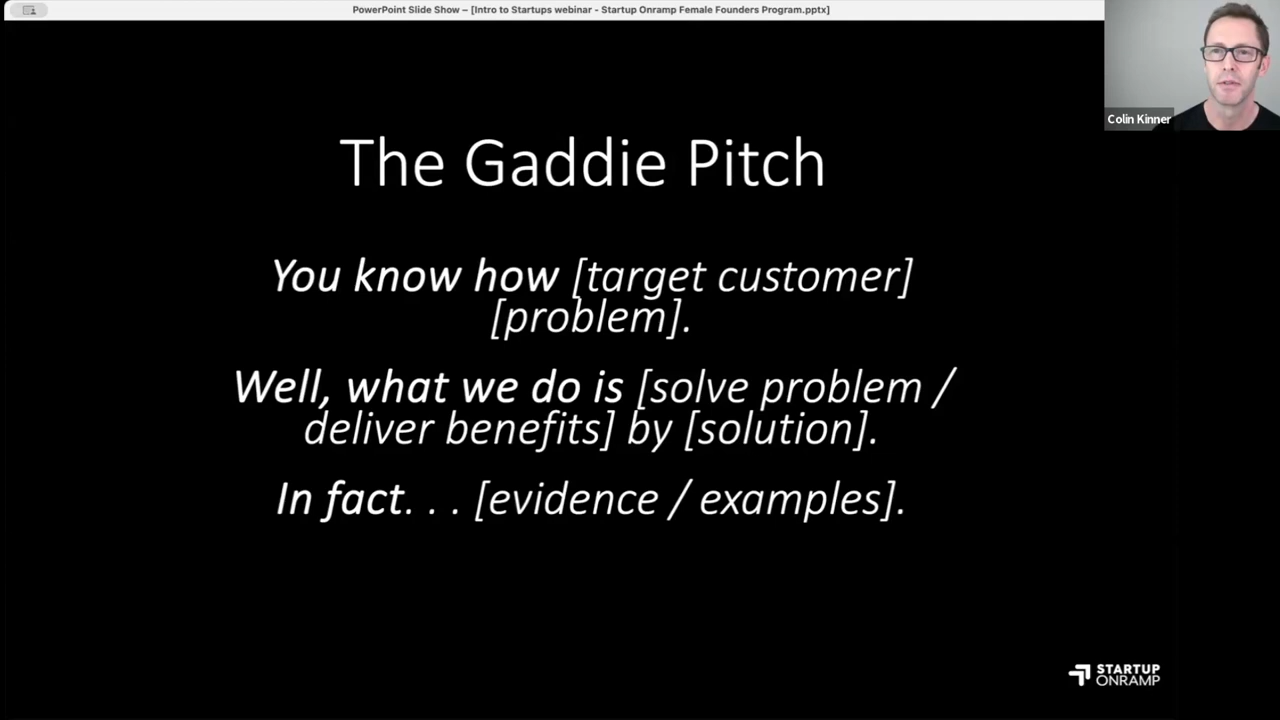 PowerPoint Slide Show – [Intro to Startups webinar - Startup Onramp Female Founders Program.pptx]
Colin Kinner
The Gaddie Pitch
You know how [target customer]
[problem].
Well, what we do is [solve problem /
deliver benefits] by [solution].
In fact. . . [evidence / examples].
STARTUP
ONRAMP